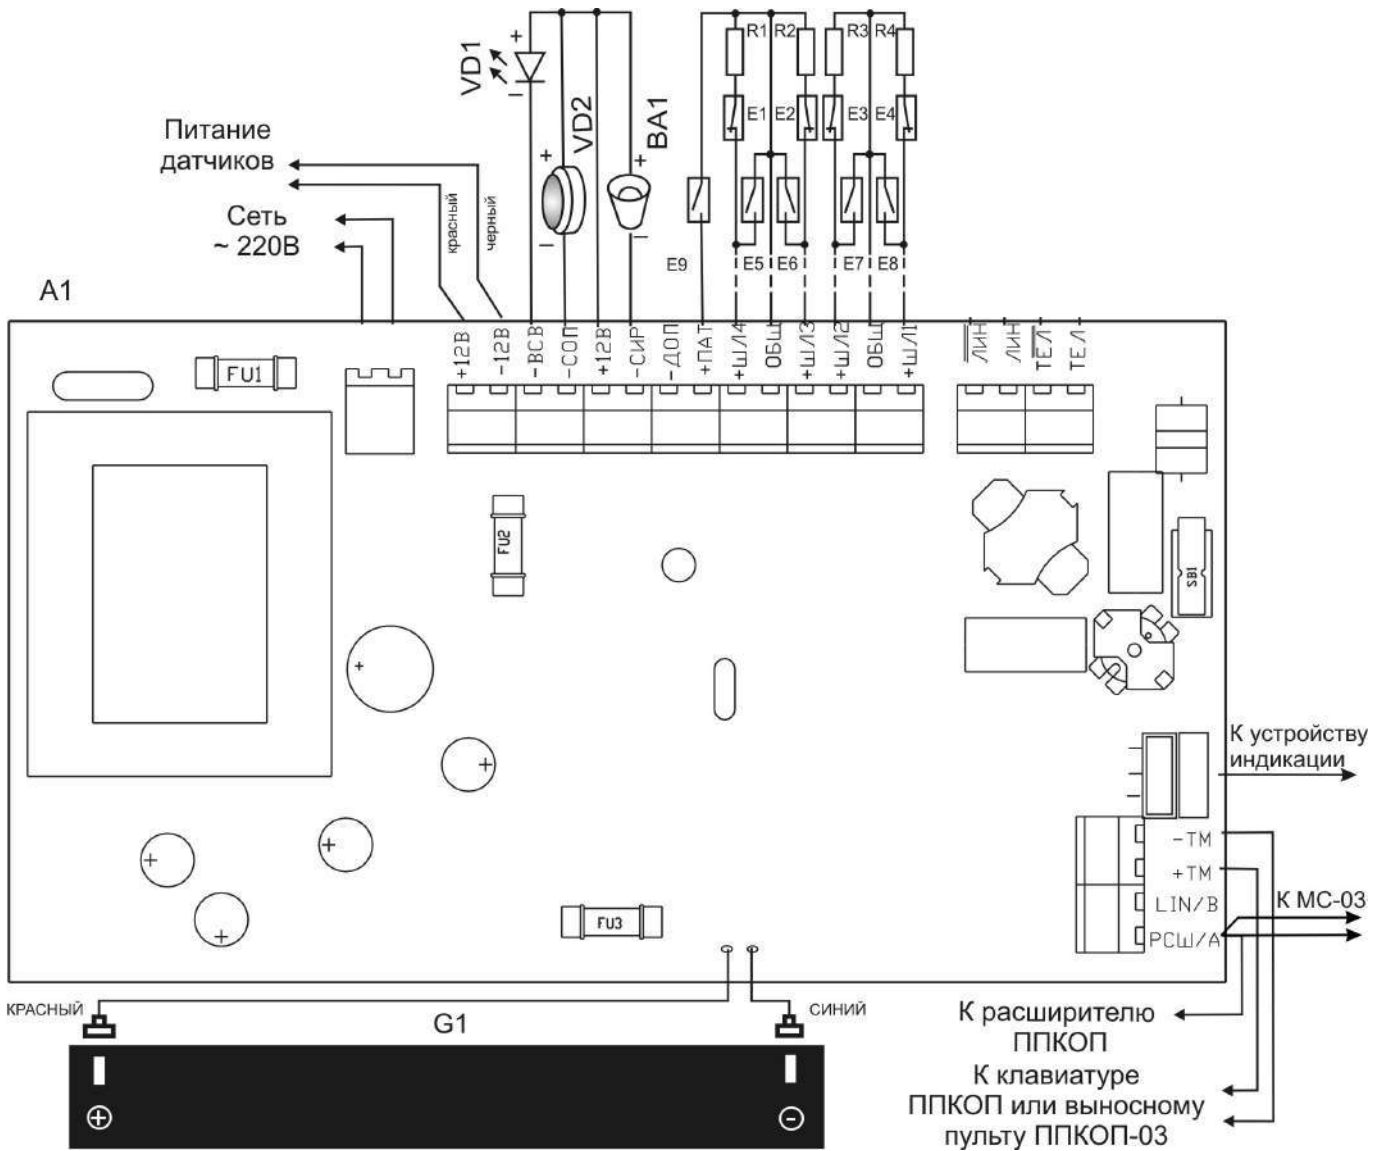 R1 R2 R3 R4
+
VD1
-
E1 E2 E3 E4
VD2
BA1
+
+
-
-
Питание
датчиков
красный
черный
Сеть
~ 220В
E9 E5 E6 E7 E8
A1
+12В
-12В
-ВСВ
-СОП
+12В
-СИР
-ДОП
+ПАТ
+ШЛ4
ОБЩ
+ШЛ3
+ШЛ2
ОБЩ
+ШЛ1
ЛИН
ЛИН
ТЕЛ
ТЕЛ
FU1
FU2
SB1
+
+
+
+
+
К устройству
индикации
-TM
+TM
LIN/B
К МС-03
РСШ/А
FU3
КРАСНЫЙ
G1
СИНИЙ
+
-
К расширителю
ППКОП
К клавиатуре
ППКОП или выносному
пульту ППКОП-03